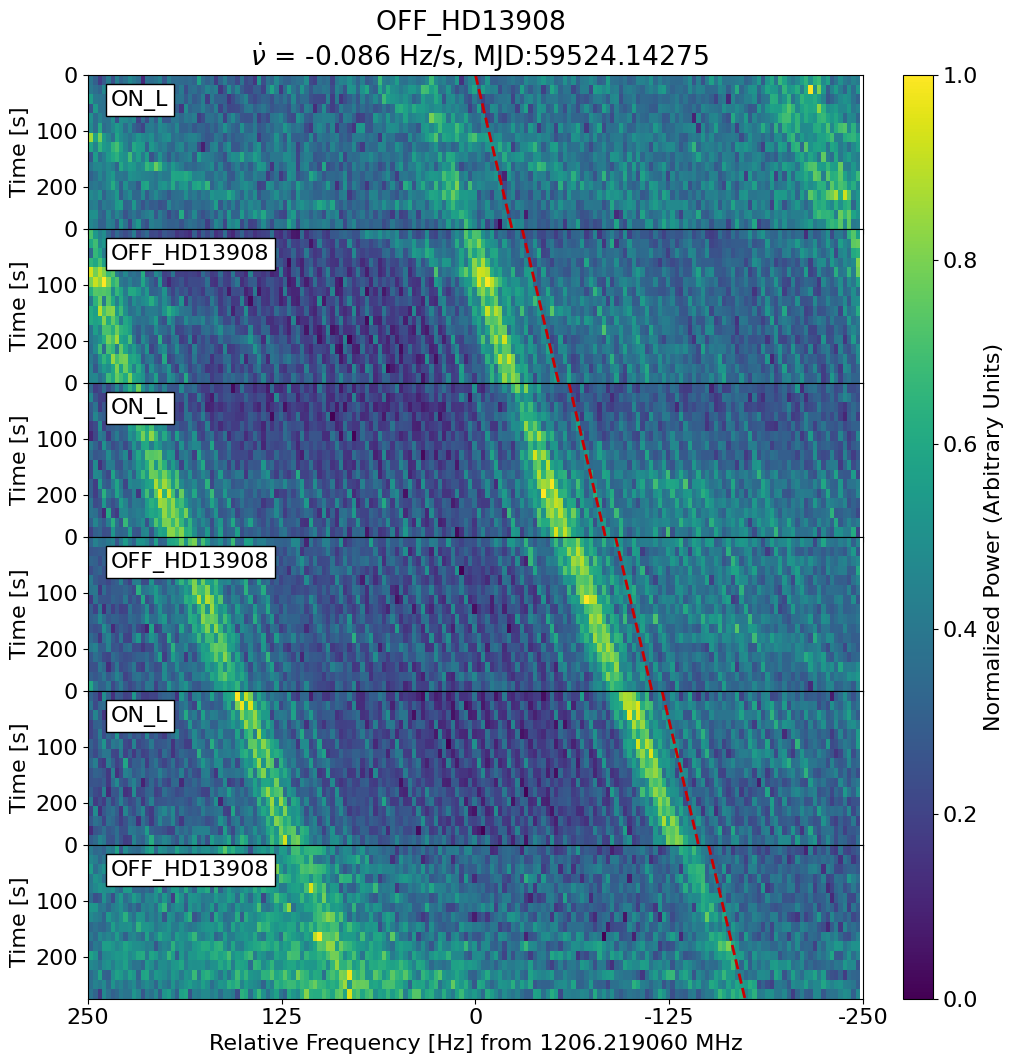 OFF_HD13908
ν̇ = -0.086 Hz/s, MJD:59524.14275
0
ON_L
100
200
Time [s]
0
OFF_HD13908
100
200
Time [s]
0
ON_L
100
200
Time [s]
0
OFF_HD13908
100
200
Time [s]
0
ON_L
100
200
Time [s]
0
OFF_HD13908
100
200
Time [s]
250 125 0 -125 -250
Relative Frequency [Hz] from 1206.219060 MHz
1.0
0.8
0.6
0.4
0.2
0.0
Normalized Power (Arbitrary Units)